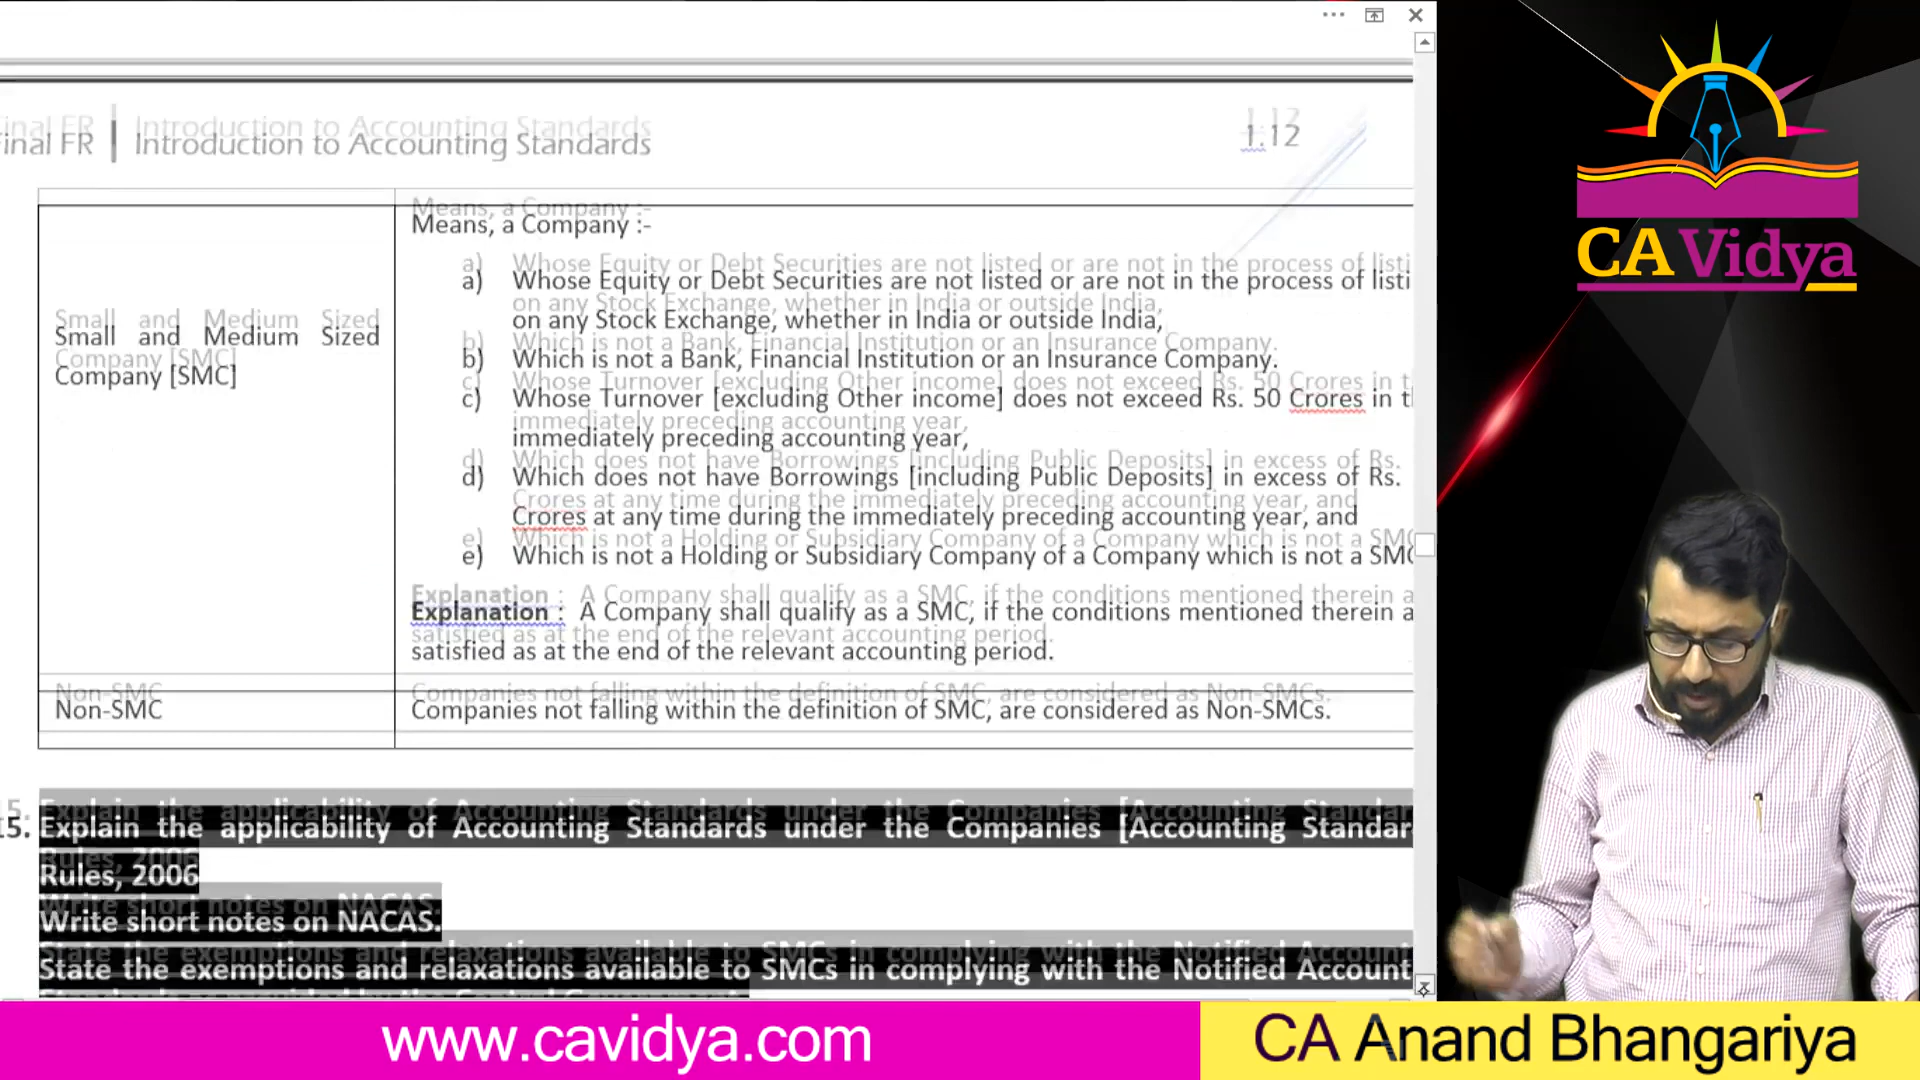 Final FR | Introduction to Accounting Standards
1.12
Means, a Company :-
a) Whose Equity or Debt Securities are not listed or are not in the process of listi
on any Stock Exchange, whether in India or outside India,
Small and Medium Sized
Company [SMC]
b) Which is not a Bank, Financial Institution or an Insurance Company.
c) Whose Turnover [excluding Other income] does not exceed Rs. 50 Crores in th
immediately preceding accounting year,
d) Which does not have Borrowings [including Public Deposits] in excess of Rs.
Crores at any time during the immediately preceding accounting year, and
e) Which is not a Holding or Subsidiary Company of a Company which is not a SMC
Explanation : A Company shall qualify as a SMC, if the conditions mentioned therein a
satisfied as at the end of the relevant accounting period.
Non-SMC
Companies not falling within the definition of SMC, are considered as Non-SMCs.
15. Explain the applicability of Accounting Standards under the Companies [Accounting Standar
Rules, 2006
Write short notes on NACAS.
State the exemptions and relaxations available to SMCs in complying with the Notified Account
CA Vidya
www.cavidya.com
CA Anand Bhangariya